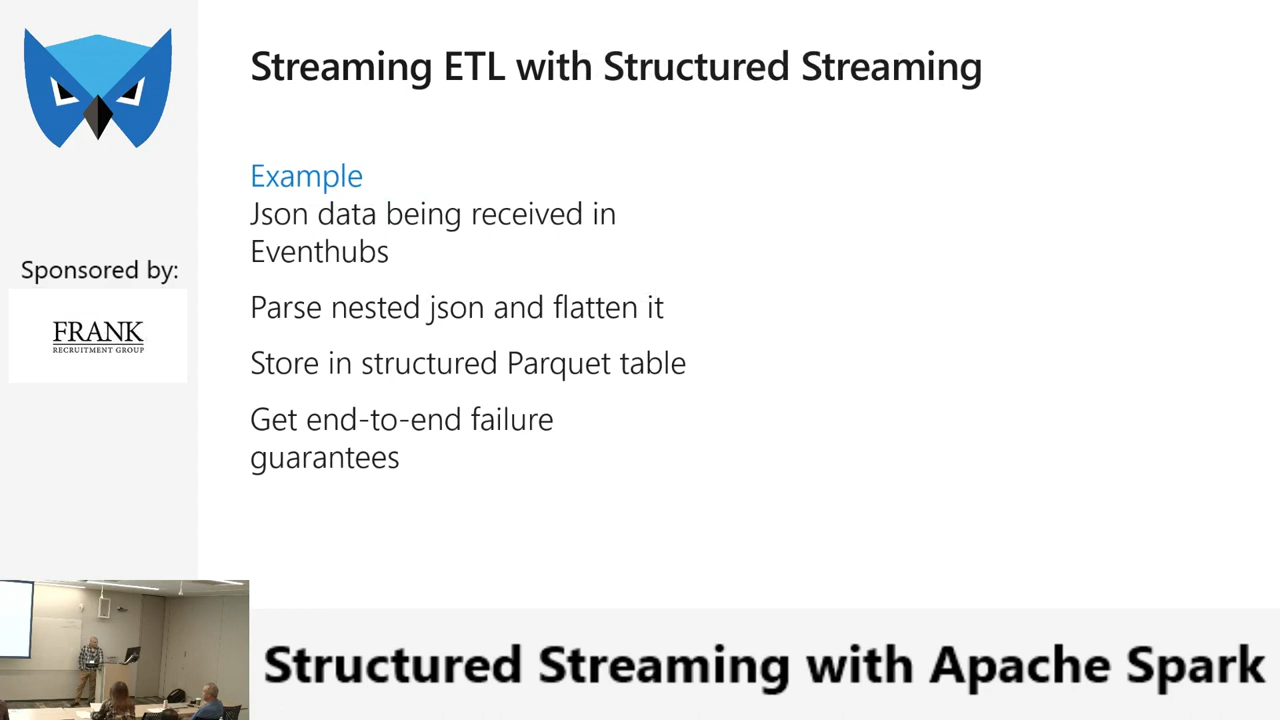 Streaming ETL with Structured Streaming
Example
Json data being received in
Eventhubs
Parse nested json and flatten it
Store in structured Parquet table
Get end-to-end failure
guarantees
Sponsored by:
FRANK
RECRUITMENT GROUP
Structured Streaming with Apache Spark